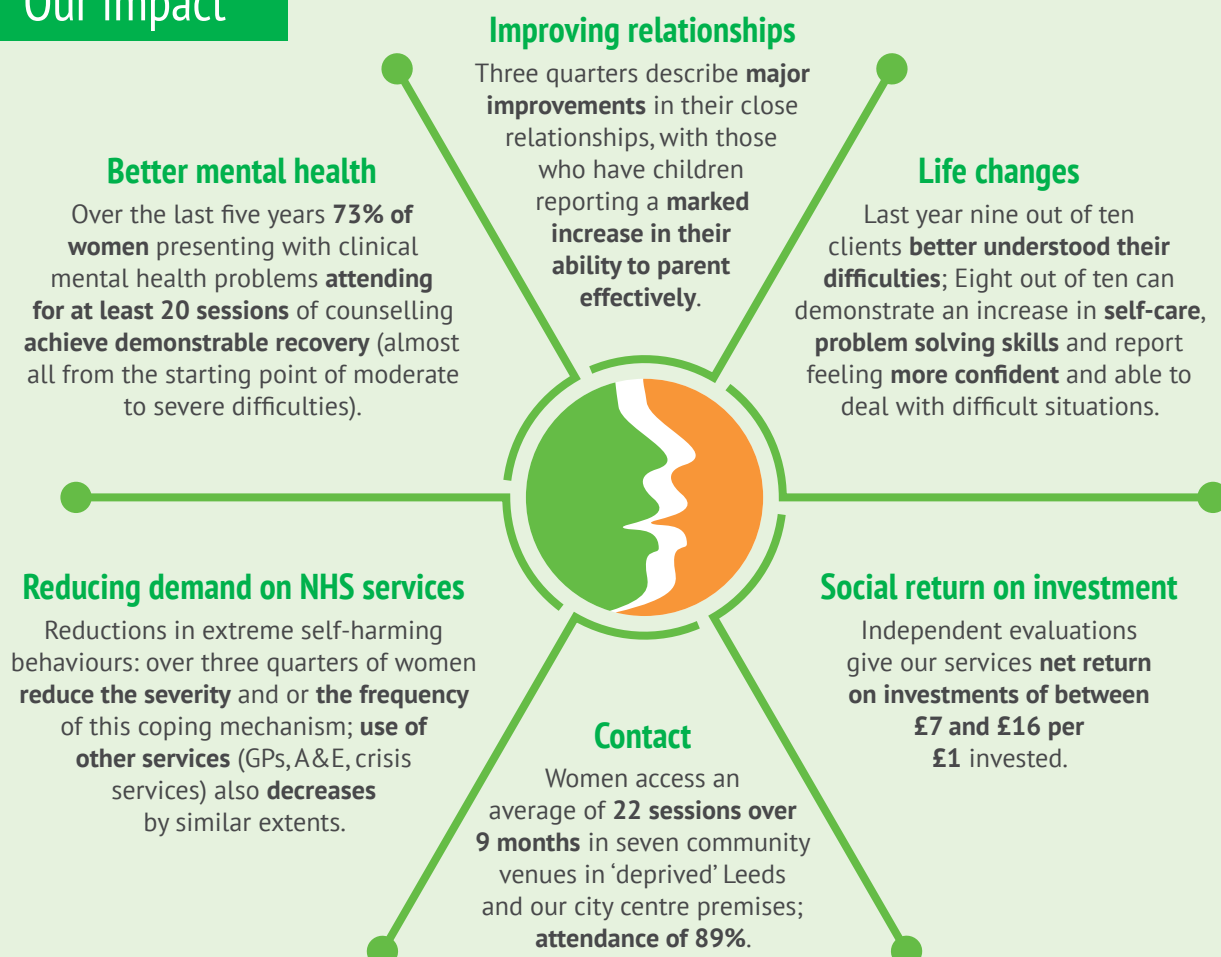 Our Impact
Improving relationships
Three quarters describe major
improvements in their close
relationships, with those
who have children
reporting a marked
increase in their
ability to parent
effectively.
Better mental health
Over the last five years 73% of
women presenting with clinical
mental health problems attending
for at least 20 sessions of counselling
achieve demonstrable recovery (almost
all from the starting point of moderate
to severe difficulties).
Life changes
Last year nine out of ten
clients better understood their
difficulties; Eight out of ten can
demonstrate an increase in self-care,
problem solving skills and report
feeling more confident and able to
deal with difficult situations.
Reducing demand on NHS services
Reductions in extreme self-harming
behaviours: over three quarters of women
reduce the severity and or the frequency
of this coping mechanism; use of
other services (GPs, A&E, crisis
services) also decreases
by similar extents.
Contact
Women access an
average of 22 sessions over
9 months in seven community
venues in ‘deprived’ Leeds
and our city centre premises;
attendance of 89%.
Social return on investment
Independent evaluations
give our services net return
on investments of between
£7 and £16 per
£1 invested.